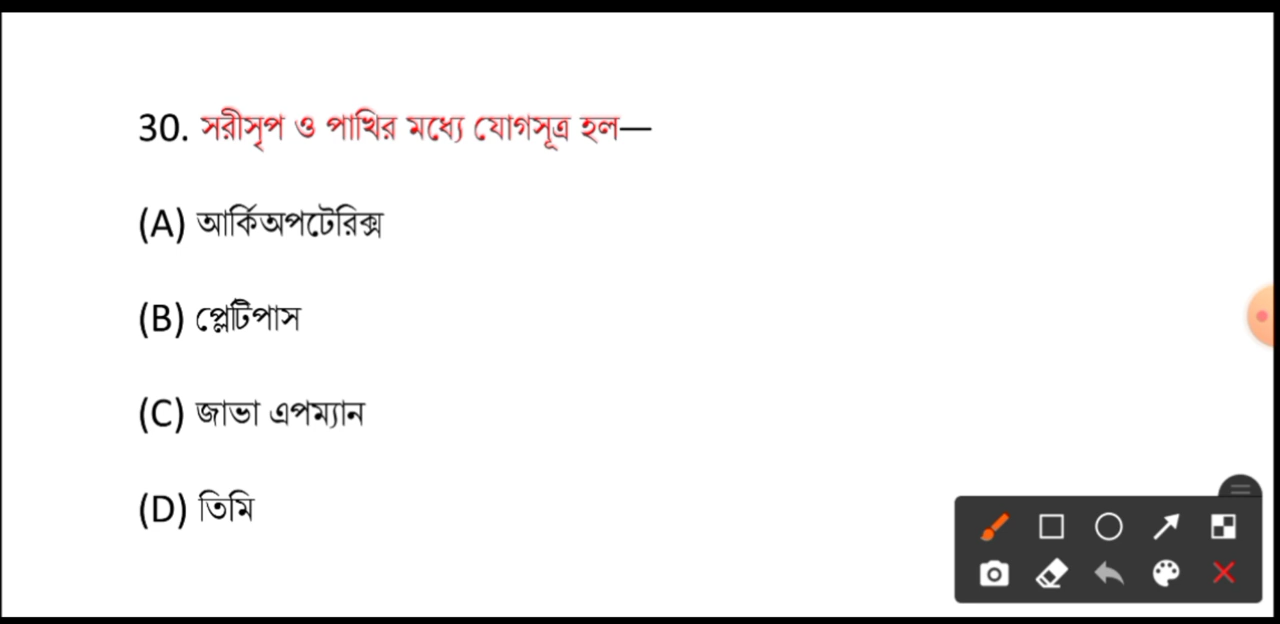 30. সরীসৃপ ও পাখির মধ্যে যোগসূত্র হল—
(A) আর্কিঅপটেরিক্স
(B) প্লেটিপাস
(C) জাভা এপম্যান
(D) তিমি